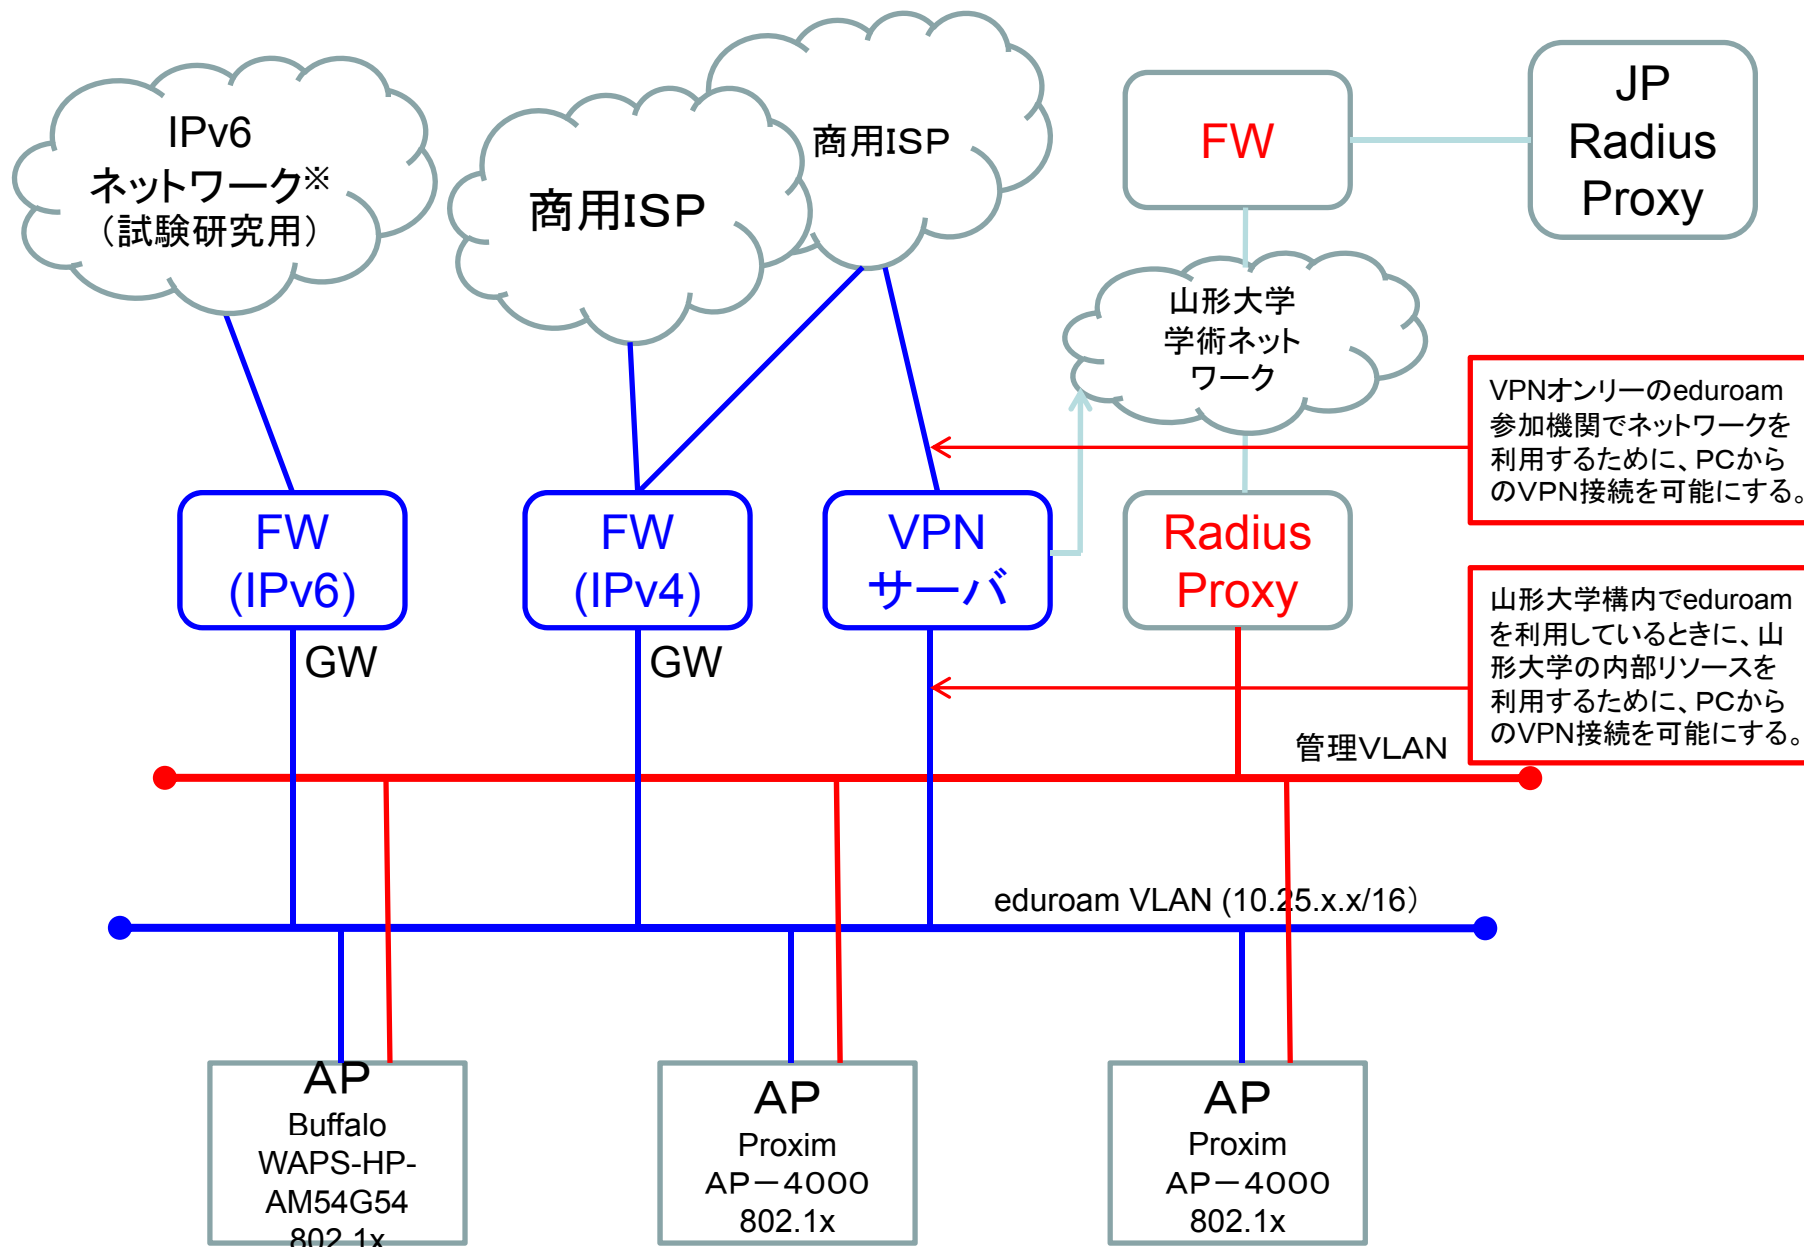 IPv6
ネットワーク※
（試験研究用）
商用ISP
商用ISP
FW
JP
Radius
Proxy
山形大学
学術ネット
ワーク
VPNオンリーのeduroam
参加機関でネットワークを
利用するために、PCから
のVPN接続を可能にする。
FW
(IPv6)
GW
FW
(IPv4)
GW
VPN
サーバ
Radius
Proxy
山形大学構内でeduroam
を利用しているときに、山
形大学の内部リソースを
利用するために、PCから
のVPN接続を可能にする。
管理VLAN
eduroam VLAN (10.25.x.x/16）
AP
Buffalo
WAPS-HP-
AM54G54
802.1x
AP
Proxim
AP－4000
802.1x
AP
Proxim
AP－4000
802.1x